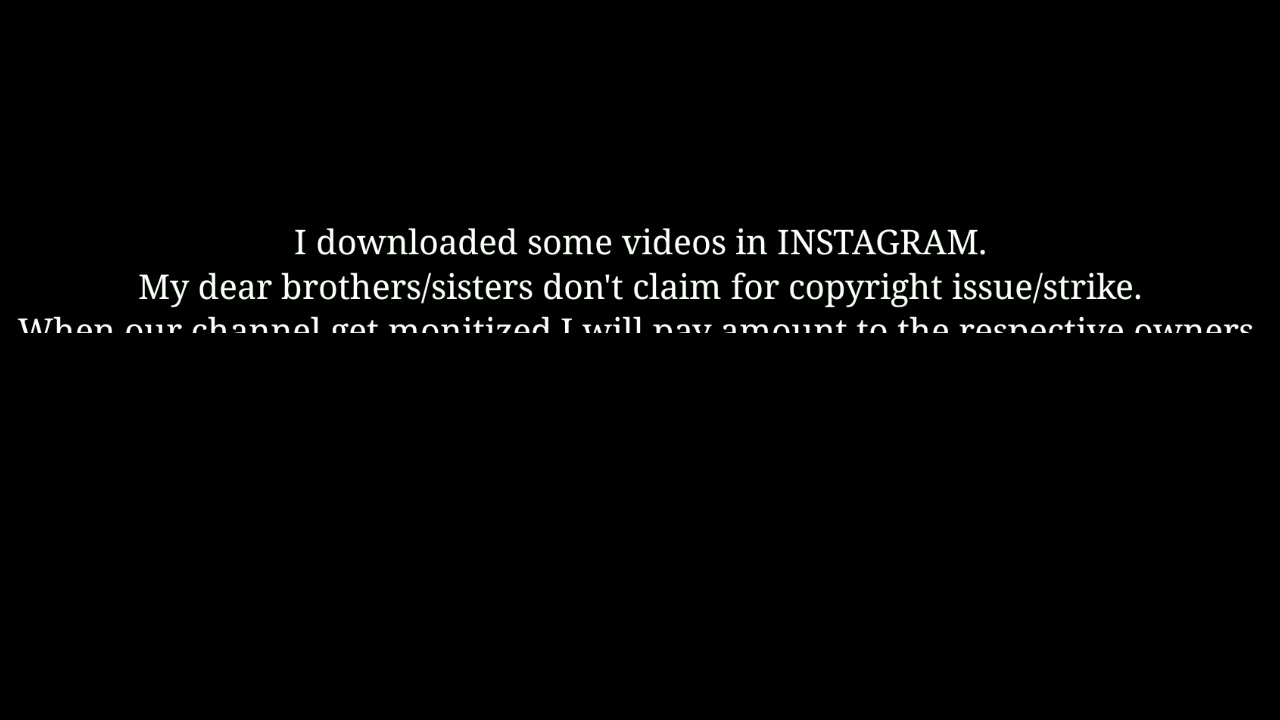 I downloaded some videos in INSTAGRAM.
My dear brothers/sisters don't claim for copyright issue/strike.
When our channel get monitized I will pay amount to the respective owners